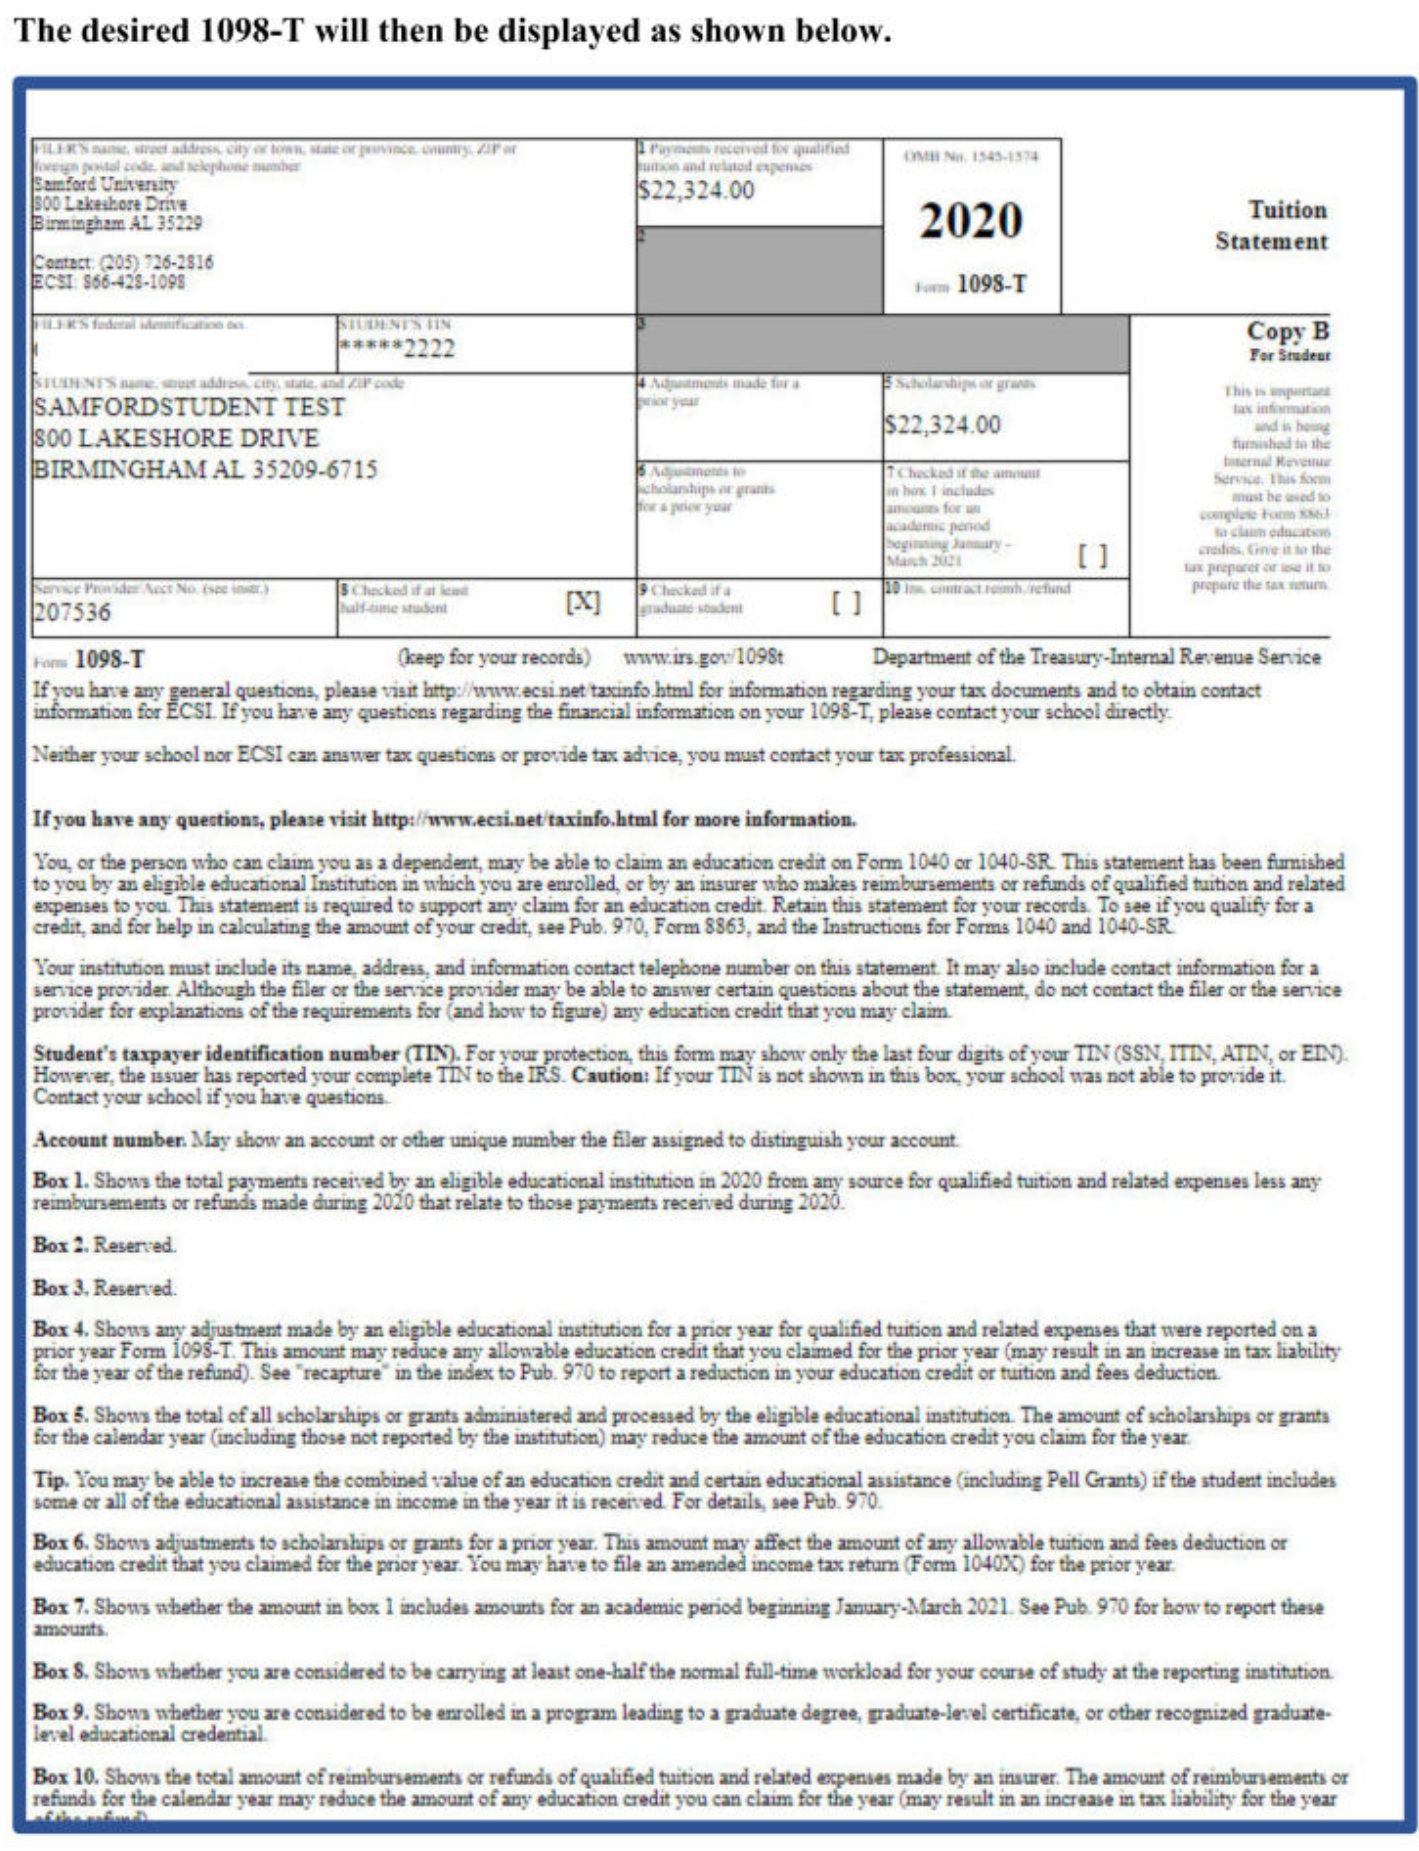 The desired 1098-T will then be displayed as shown below.
FILER'S name, street address, city or town, state or province, country, ZIP or
foreign postal code, and telephone number
Samford University
800 Lakeshore Drive
Birmingham AL 35229
Contact: (205) 726-2816
ECSI: 866-428-1098
1 Payments received for qualified
tuition and related expenses
$22,324.00
2
OMB No. 1545-1574
2020
Form 1098-T
Tuition
Statement
FILER'S federal identification no.
STUDENT'S TIN
*****2222
3
Copy B
For Student
This is important
tax information
and is being
furnished to the
Internal Revenue
Service. This form
must be used to
complete Form 8863
to claim education
credits. Give it to the
tax preparer or use it to
prepare the tax return.
STUDENT'S name, street address, city, state, and ZIP code
SAMFORDSTUDENT TEST
800 LAKESHORE DRIVE
BIRMINGHAM AL 35209-6715
4 Adjustments made for a
prior year
5 Scholarships or grants
$22,324.00
6 Adjustments to
scholarships or grants
for a prior year
7 Checked if the amount
in box 1 includes
amounts for an
academic period
beginning January -
March 2021
[ ]
Service Provider/Acct No. (see instr.)
207536
8 Checked if at least
half-time student
[X]
9 Checked if a
graduate student
[ ]
10 Ins. contract reimb./refund
Form 1098-T (keep for your records) www.irs.gov/1098t Department of the Treasury-Internal Revenue Service
If you have any general questions, please visit http://www.ecsi.net/taxinfo.html for information regarding your tax documents and to obtain contact
information for ECSI. If you have any questions regarding the financial information on your 1098-T, please contact your school directly.
Neither your school nor ECSI can answer tax questions or provide tax advice, you must contact your tax professional.
If you have any questions, please visit http://www.ecsi.net/taxinfo.html for more information.
You, or the person who can claim you as a dependent, may be able to claim an education credit on Form 1040 or 1040-SR. This statement has been furnished
to you by an eligible educational Institution in which you are enrolled, or by an insurer who makes reimbursements or refunds of qualified tuition and related
expenses to you. This statement is required to support any claim for an education credit. Retain this statement for your records. To see if you qualify for a
credit, and for help in calculating the amount of your credit, see Pub. 970, Form 8863, and the Instructions for Forms 1040 and 1040-SR.
Your institution must include its name, address, and information contact telephone number on this statement. It may also include contact information for a
service provider. Although the filer or the service provider may be able to answer certain questions about the statement, do not contact the filer or the service
provider for explanations of the requirements for (and how to figure) any education credit that you may claim.
Student's taxpayer identification number (TIN). For your protection, this form may show only the last four digits of your TIN (SSN, ITIN, ATIN, or EIN).
However, the issuer has reported your complete TIN to the IRS. Caution: If your TIN is not shown in this box, your school was not able to provide it.
Contact your school if you have questions.
Account number. May show an account or other unique number the filer assigned to distinguish your account.
Box 1. Shows the total payments received by an eligible educational institution in 2020 from any source for qualified tuition and related expenses less any
reimbursements or refunds made during 2020 that relate to those payments received during 2020.
Box 2. Reserved.
Box 3. Reserved.
Box 4. Shows any adjustment made by an eligible educational institution for a prior year for qualified tuition and related expenses that were reported on a
prior year Form 1098-T. This amount may reduce any allowable education credit that you claimed for the prior year (may result in an increase in tax liability
for the year of the refund). See "recapture" in the index to Pub. 970 to report a reduction in your education credit or tuition and fees deduction.
Box 5. Shows the total of all scholarships or grants administered and processed by the eligible educational institution. The amount of scholarships or grants
for the calendar year (including those not reported by the institution) may reduce the amount of the education credit you claim for the year.
Tip. You may be able to increase the combined value of an education credit and certain educational assistance (including Pell Grants) if the student includes
some or all of the educational assistance in income in the year it is received. For details, see Pub. 970.
Box 6. Shows adjustments to scholarships or grants for a prior year. This amount may affect the amount of any allowable tuition and fees deduction or
education credit that you claimed for the prior year. You may have to file an amended income tax return (Form 1040X) for the prior year.
Box 7. Shows whether the amount in box 1 includes amounts for an academic period beginning January-March 2021. See Pub. 970 for how to report these
amounts.
Box 8. Shows whether you are considered to be carrying at least one-half the normal full-time workload for your course of study at the reporting institution.
Box 9. Shows whether you are considered to be enrolled in a program leading to a graduate degree, graduate-level certificate, or other recognized graduate-
level educational credential.
Box 10. Shows the total amount of reimbursements or refunds of qualified tuition and related expenses made by an insurer. The amount of reimbursements or
refunds for the calendar year may reduce the amount of any education credit you can claim for the year (may result in an increase in tax liability for the year
of the refund).